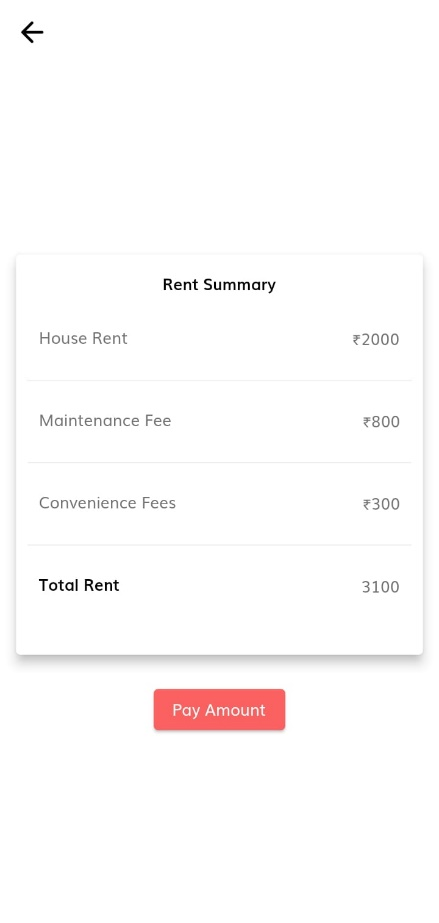 Rent Summary
House Rent ₹2000
Maintenance Fee ₹800
Convenience Fees ₹300
Total Rent 3100
Pay Amount